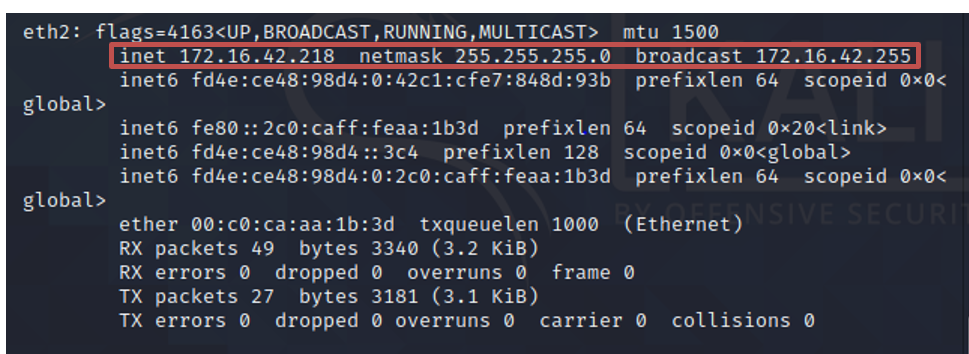 eth2: flags=4163<UP,BROADCAST,RUNNING,MULTICAST>  mtu 1500
        inet 172.16.42.218  netmask 255.255.255.0  broadcast 172.16.42.255
        inet6 fd4e:ce48:98d4:0:42c1:cfe7:848d:93b  prefixlen 64  scopeid 0×0<
global>
        inet6 fe80::2c0:caff:feaa:1b3d  prefixlen 64  scopeid 0×20<link>
        inet6 fd4e:ce48:98d4::3c4  prefixlen 128  scopeid 0×0<global>
        inet6 fd4e:ce48:98d4:0:2c0:caff:feaa:1b3d  prefixlen 64  scopeid 0×0<
global>
        ether 00:c0:ca:aa:1b:3d  txqueuelen 1000  (Ethernet)
        RX packets 49  bytes 3340 (3.2 KiB)
        RX errors 0  dropped 0  overruns 0  frame 0
        TX packets 27  bytes 3181 (3.1 KiB)
        TX errors 0  dropped 0 overruns 0  carrier 0  collisions 0
KALI
BY OFFENSIVE SECURIT